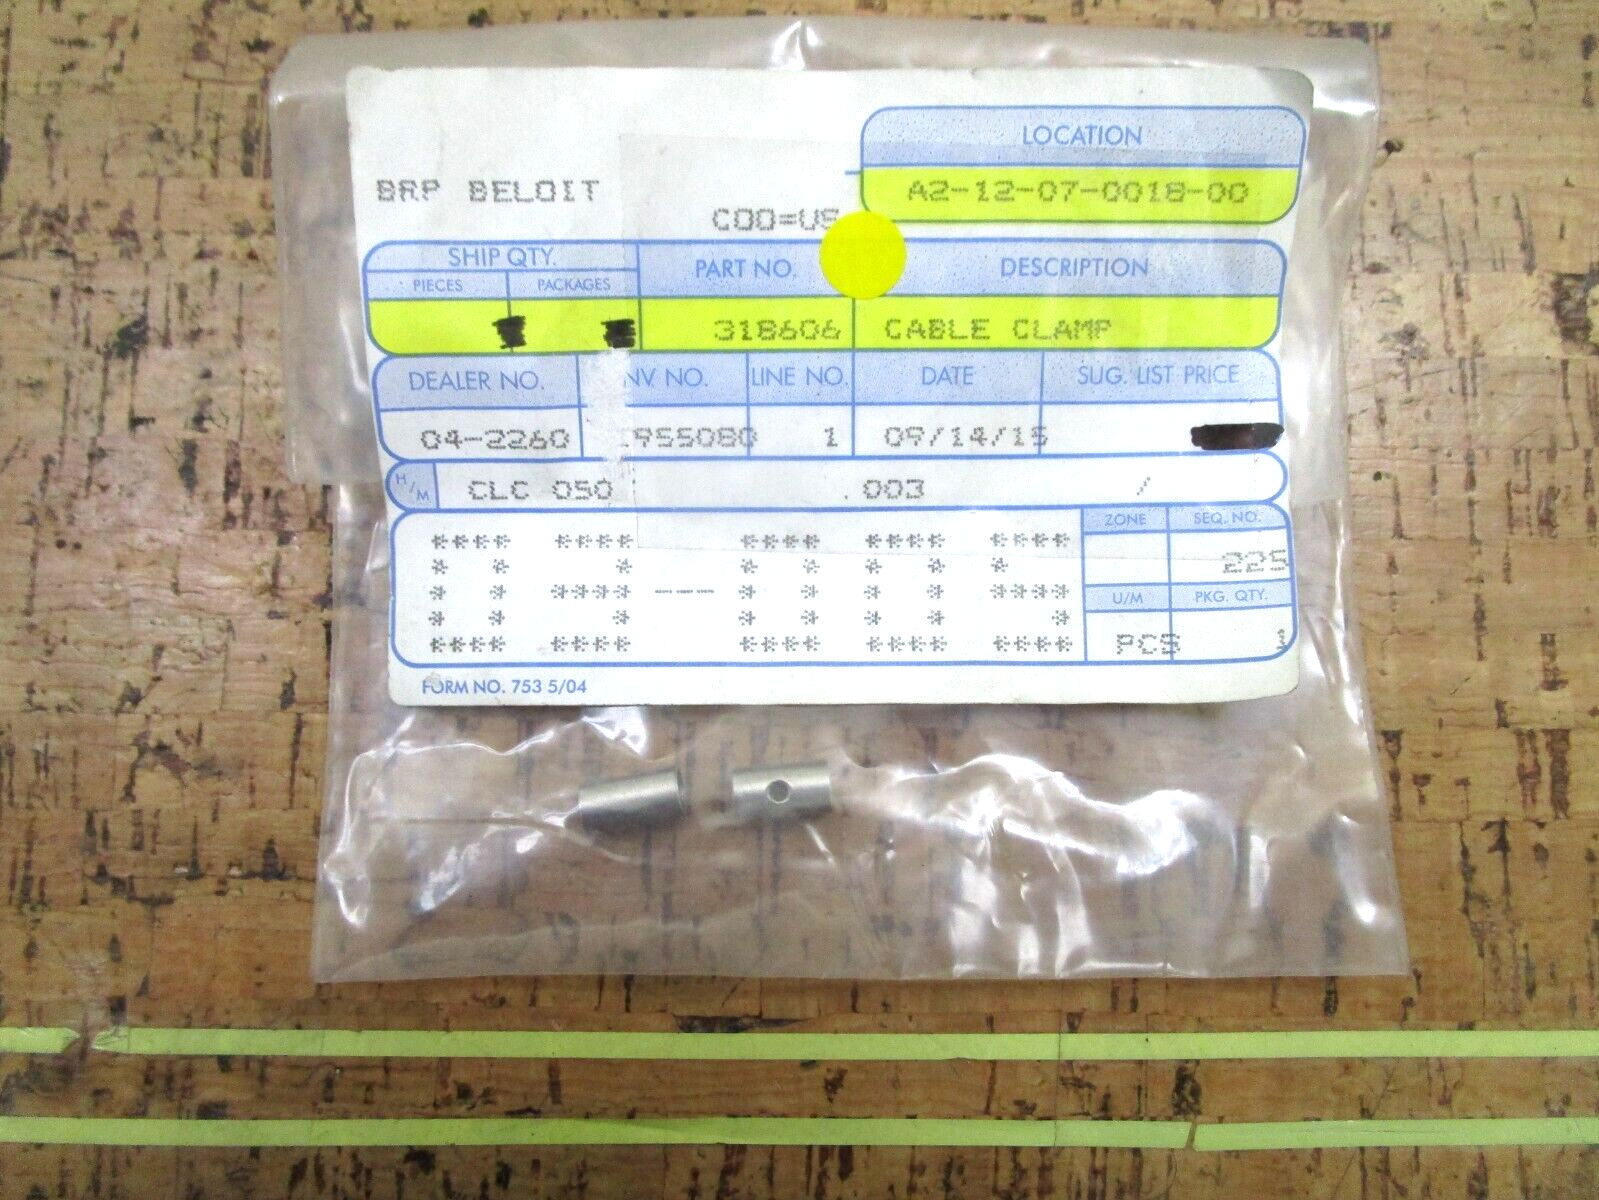 LOCATION
BRP BELOIT
A2-12-07-0018-00
COO=US
SHIP QTY.
PART NO.
DESCRIPTION
PIECES
PACKAGES
318606
CABLE CLAMP
DEALER NO.
NV NO.
LINE NO.
DATE
SUG. LIST PRICE
04-2260
1955080
1
09/14/15
H/M
CLC 050
.003
/
**** **** **** **** ****
* * * * * * * *
* * **** ---- * * * * ****
* * * * * * * *
**** **** **** **** ****
ZONE
SEQ. NO.
225
U/M
PKG. QTY.
PCS
1
FORM NO. 753 5/04